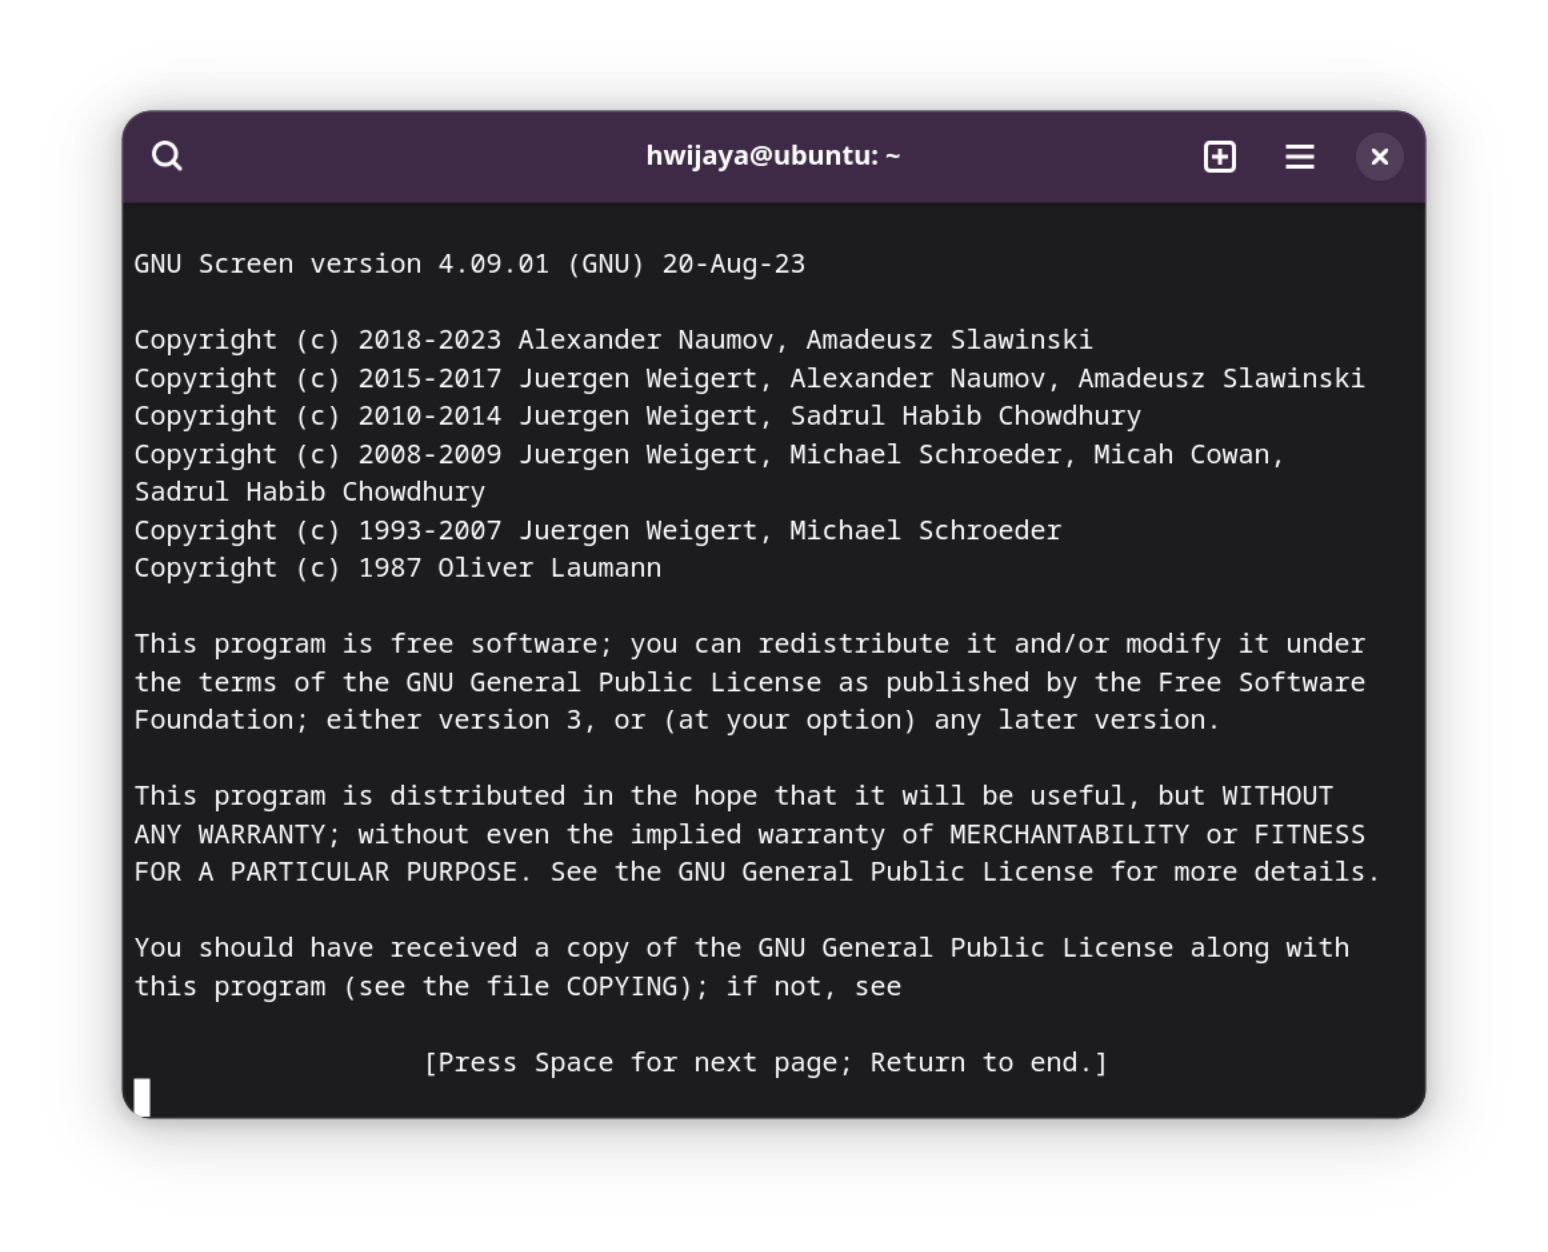 hwijaya@ubuntu: ~
GNU Screen version 4.09.01 (GNU) 20-Aug-23
Copyright (c) 2018-2023 Alexander Naumov, Amadeusz Slawinski
Copyright (c) 2015-2017 Juergen Weigert, Alexander Naumov, Amadeusz Slawinski
Copyright (c) 2010-2014 Juergen Weigert, Sadrul Habib Chowdhury
Copyright (c) 2008-2009 Juergen Weigert, Michael Schroeder, Micah Cowan,
Sadrul Habib Chowdhury
Copyright (c) 1993-2007 Juergen Weigert, Michael Schroeder
Copyright (c) 1987 Oliver Laumann
This program is free software; you can redistribute it and/or modify it under
the terms of the GNU General Public License as published by the Free Software
Foundation; either version 3, or (at your option) any later version.
This program is distributed in the hope that it will be useful, but WITHOUT
ANY WARRANTY; without even the implied warranty of MERCHANTABILITY or FITNESS
FOR A PARTICULAR PURPOSE. See the GNU General Public License for more details.
You should have received a copy of the GNU General Public License along with
this program (see the file COPYING); if not, see
[Press Space for next page; Return to end.]